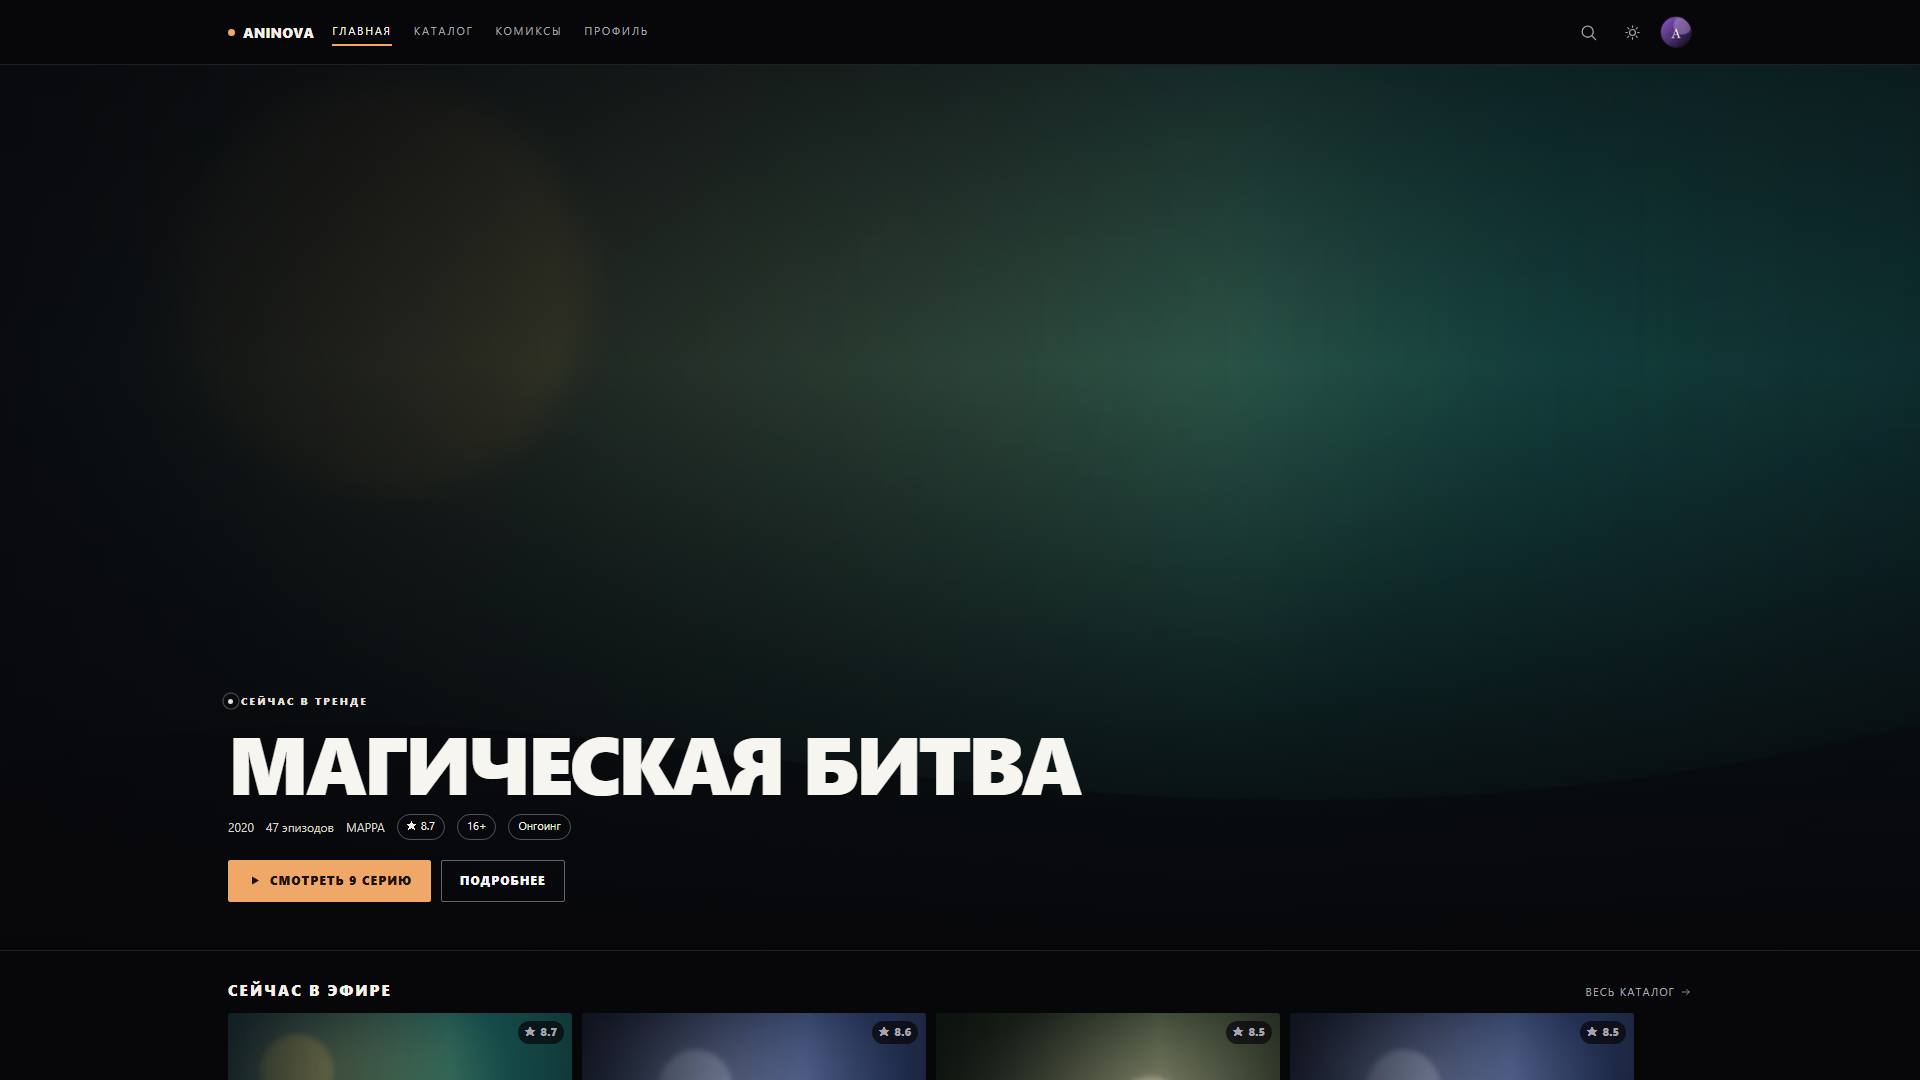 ANINOVA ГЛАВНАЯ КАТАЛОГ КОМИКСЫ ПРОФИЛЬ A
СЕЙЧАС В ТРЕНДЕ
МАГИЧЕСКАЯ БИТВА
2020 47 эпизодов MAPPA 8.7 16+ Онгоинг
СМОТРЕТЬ 9 СЕРИЮ ПОДРОБНЕЕ
СЕЙЧАС В ЭФИРЕ ВЕСЬ КАТАЛОГ →
8.7 8.6 8.5 8.5